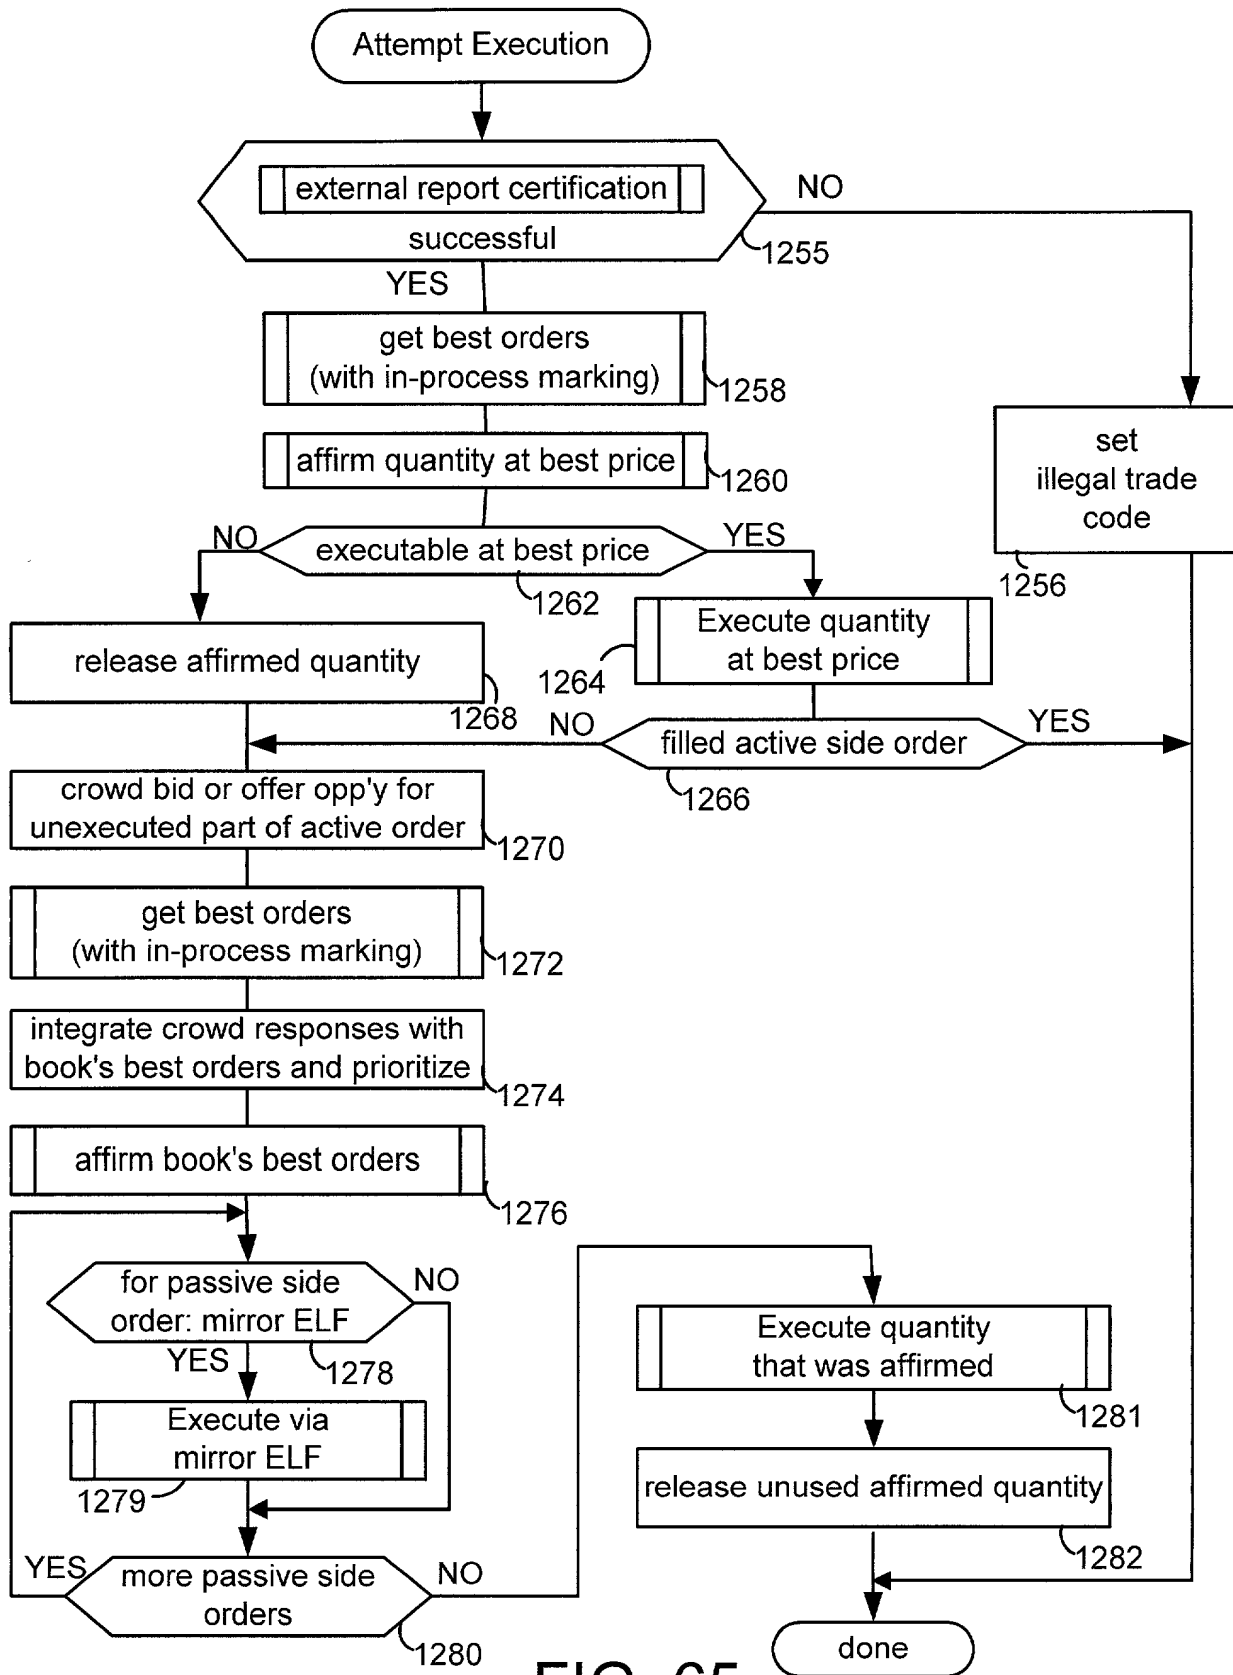 Attempt Execution
external report certification
successful
NO
1255
YES
get best orders
(with in-process marking)
1258
affirm quantity at best price
1260
set
illegal trade
code
1256
NO
executable at best price
YES
1262
Execute quantity
at best price
1264
release affirmed quantity
1268
NO
filled active side order
YES
1266
crowd bid or offer opp'y for
unexecuted part of active order
1270
get best orders
(with in-process marking)
1272
integrate crowd responses with
book's best orders and prioritize
1274
affirm book's best orders
1276
for passive side
order: mirror ELF
NO
YES
1278
Execute via
mirror ELF
1279
YES
more passive side
orders
NO
1280
Execute quantity
that was affirmed
1281
release unused affirmed quantity
1282
done
FIG. 65